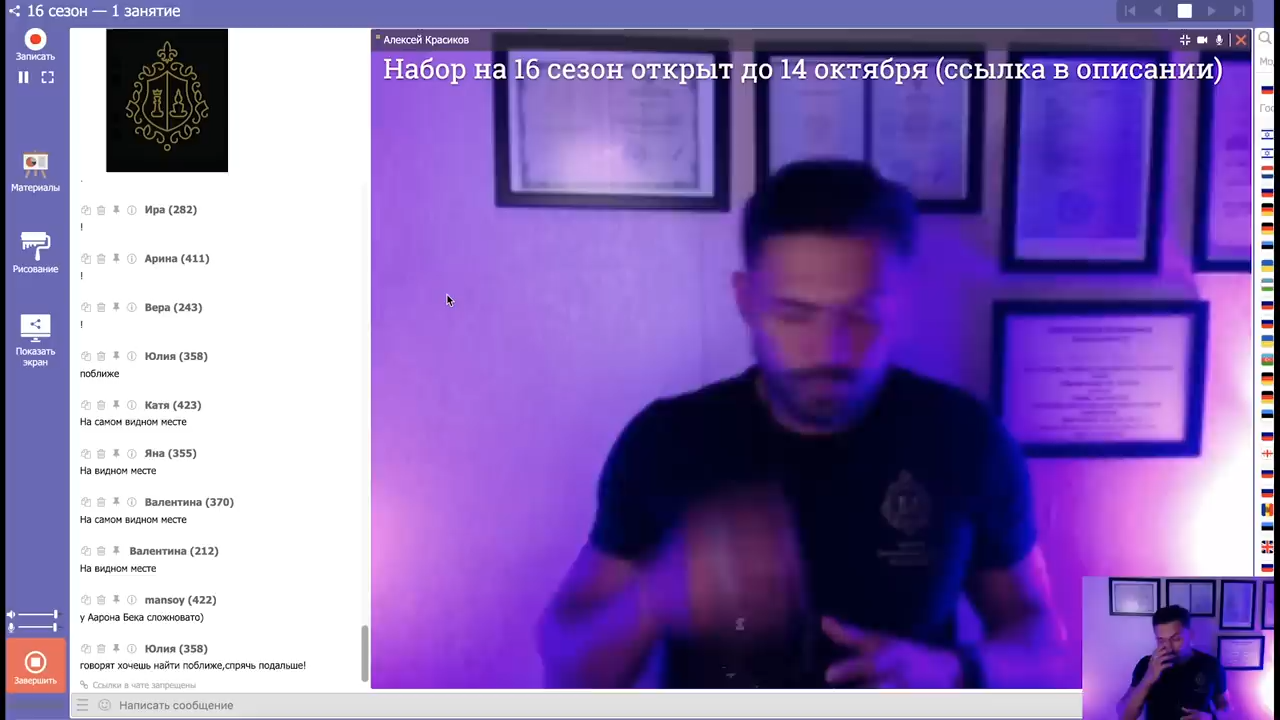 16 сезон — 1 занятие
Записать
Материалы
Рисование
Показать
экран
Завершить
Ира (282)
!
Арина (411)
!
Вера (243)
!
Юлия (358)
поближе
Катя (423)
На самом видном месте
Яна (355)
На видном месте
Валентина (370)
На самом видном месте
Валентина (212)
На видном месте
mansoy (422)
у Аарона Бека сложновато)
Юлия (358)
говорят хочешь найти поближе,спрячь подальше!
Ссылки в чате запрещены
Написать сообщение
Алексей Красиков
Набор на 16 сезон открыт до 14 октября (ссылка в описании)